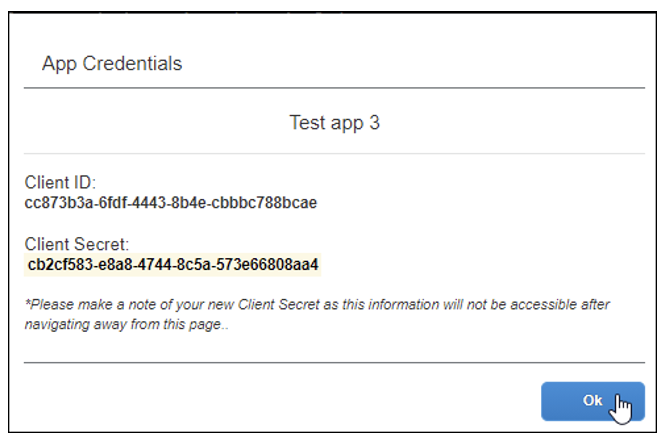 App Credentials
Test app 3
Client ID:
cc873b3a-6fdf-4443-8b4e-cbbbc788bcae
Client Secret:
cb2cf583-e8a8-4744-8c5a-573e66808aa4
*Please make a note of your new Client Secret as this information will not be accessible after
navigating away from this page..
Ok